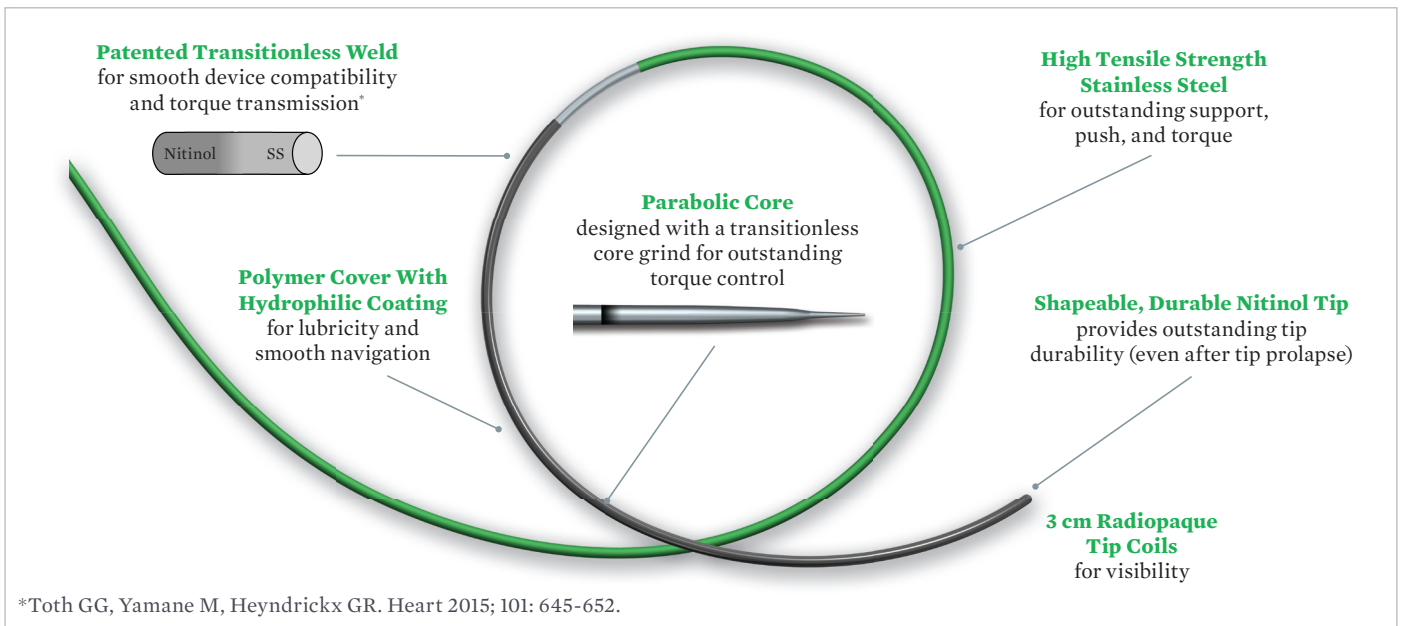 Patented Transitionless Weld
for smooth device compatibility
and torque transmission*
Nitinol SS
High Tensile Strength
Stainless Steel
for outstanding support,
push, and torque
Parabolic Core
designed with a transitionless
core grind for outstanding
torque control
Polymer Cover With
Hydrophilic Coating
for lubricity and
smooth navigation
Shapeable, Durable Nitinol Tip
provides outstanding tip
durability (even after tip prolapse)
3 cm Radiopaque
Tip Coils
for visibility
*Toth GG, Yamane M, Heyndrickx GR. Heart 2015; 101: 645-652.